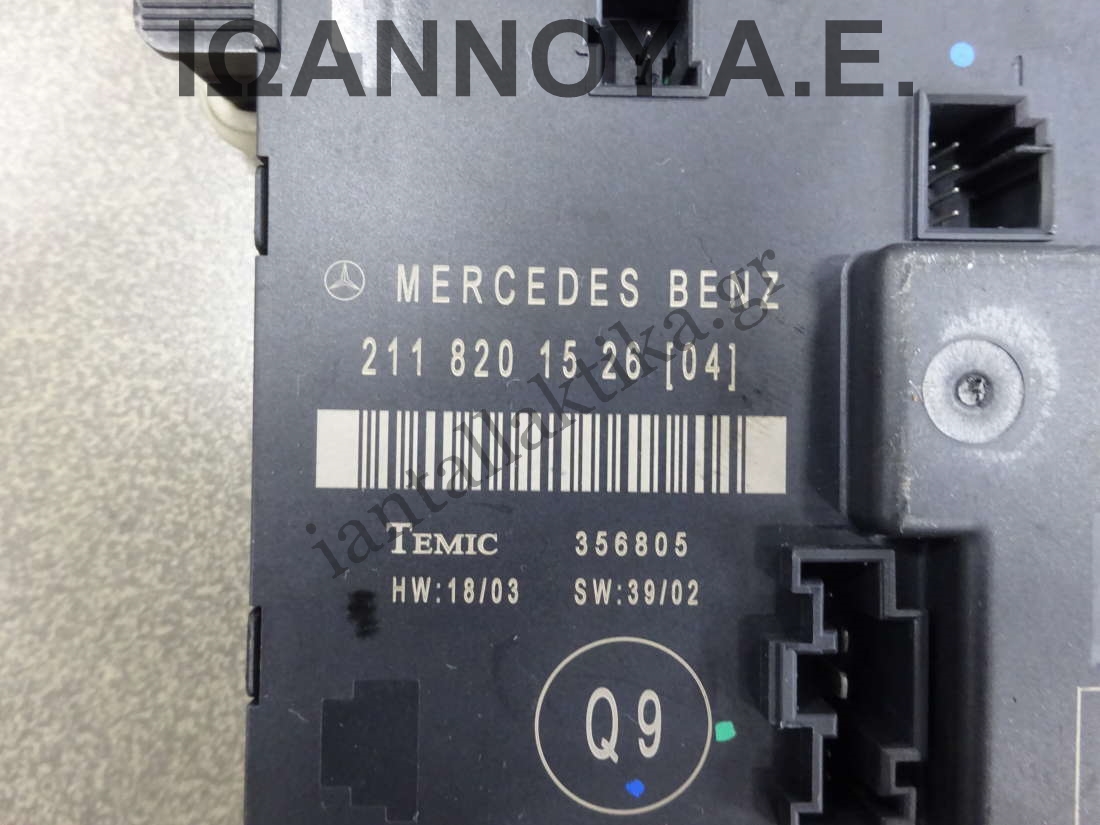 ΙΩΑΝΝΟΥ Α.Ε.
MERCEDES BENZ
211 820 15 26 [04]
iantallaktika.gr
TEMIC 356805
HW:18/03 SW:39/02
Q9